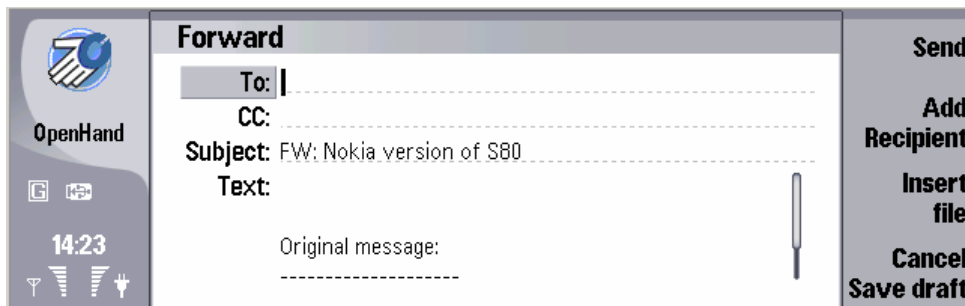 Forward
To:
CC:
Subject: FW: Nokia version of S80
Text:
Original message:
--------------------
OpenHand
G
14:23
Send
Add
Recipient
Insert
file
Cancel
Save draft